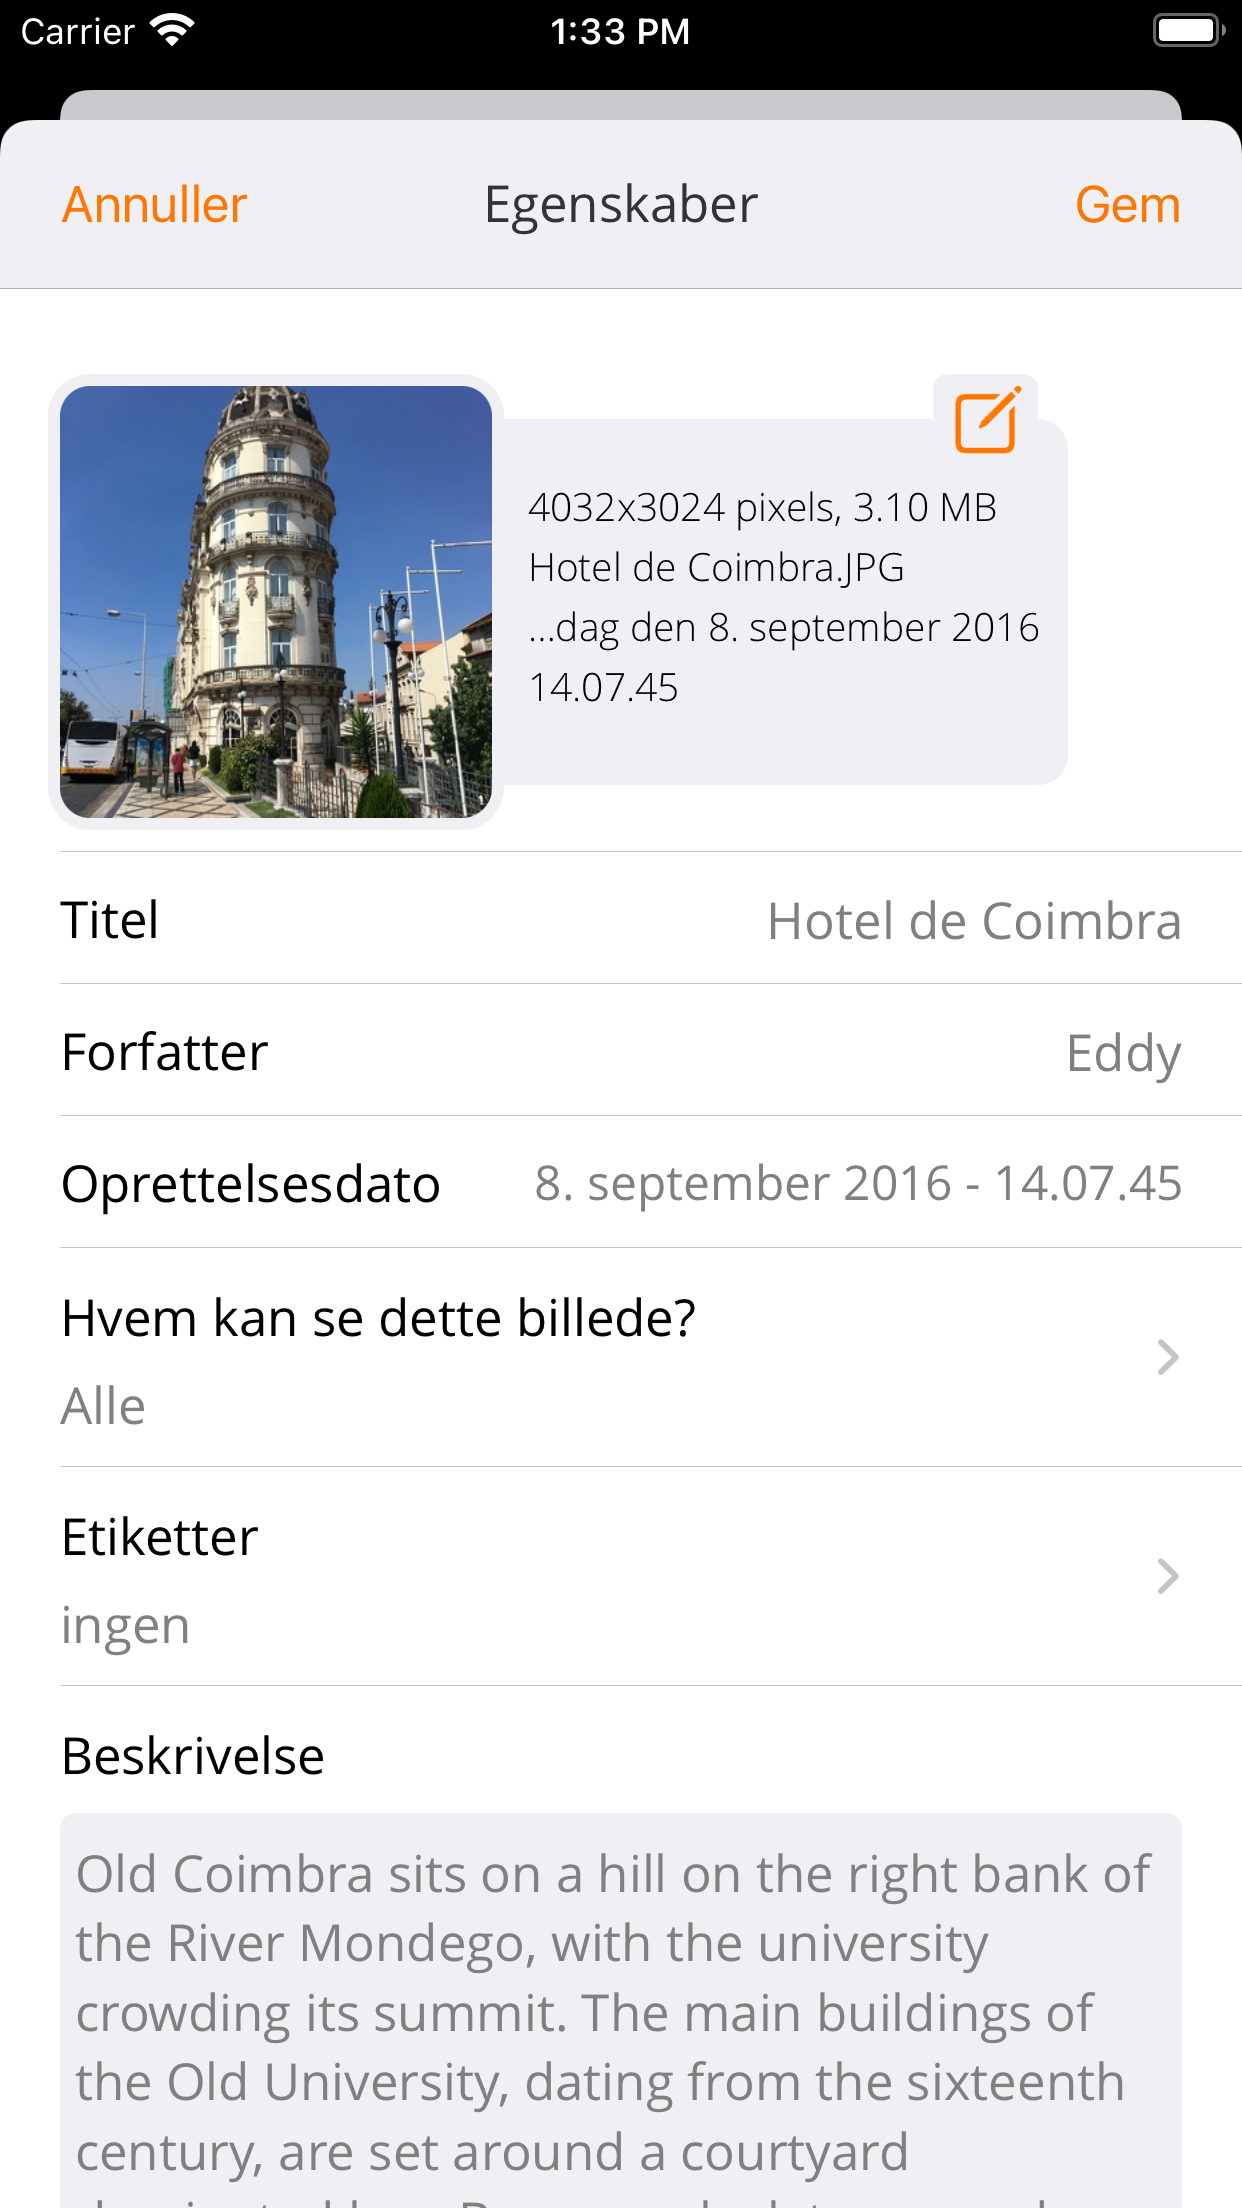 Carrier
1:33 PM
Annuller
Egenskaber
Gem
4032x3024 pixels, 3.10 MB
Hotel de Coimbra.JPG
...dag den 8. september 2016
14.07.45
Titel
Hotel de Coimbra
Forfatter
Eddy
Oprettelsesdato
8. september 2016 - 14.07.45
Hvem kan se dette billede?
Alle
Etiketter
ingen
Beskrivelse
Old Coimbra sits on a hill on the right bank of
the River Mondego, with the university
crowding its summit. The main buildings of
the Old University, dating from the sixteenth
century, are set around a courtyard